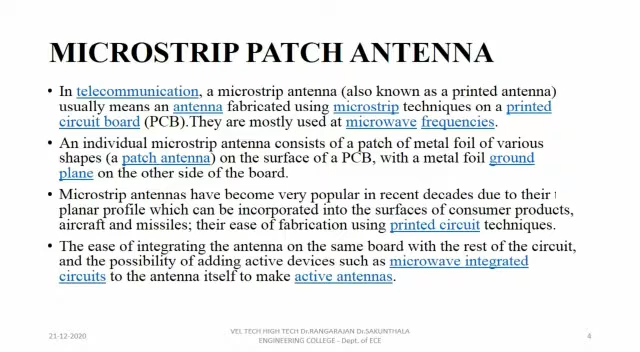 MICROSTRIP PATCH ANTENNA
• In telecommunication, a microstrip antenna (also known as a printed antenna)
usually means an antenna fabricated using microstrip techniques on a printed
circuit board (PCB).They are mostly used at microwave frequencies.
• An individual microstrip antenna consists of a patch of metal foil of various
shapes (a patch antenna) on the surface of a PCB, with a metal foil ground
plane on the other side of the board.
• Microstrip antennas have become very popular in recent decades due to their
planar profile which can be incorporated into the surfaces of consumer products,
aircraft and missiles; their ease of fabrication using printed circuit techniques.
• The ease of integrating the antenna on the same board with the rest of the circuit,
and the possibility of adding active devices such as microwave integrated
circuits to the antenna itself to make active antennas.
21-12-2020
VEL TECH HIGH TECH Dr.RANGARAJAN Dr.SAKUNTHALA
ENGINEERING COLLEGE - Dept. of ECE
4